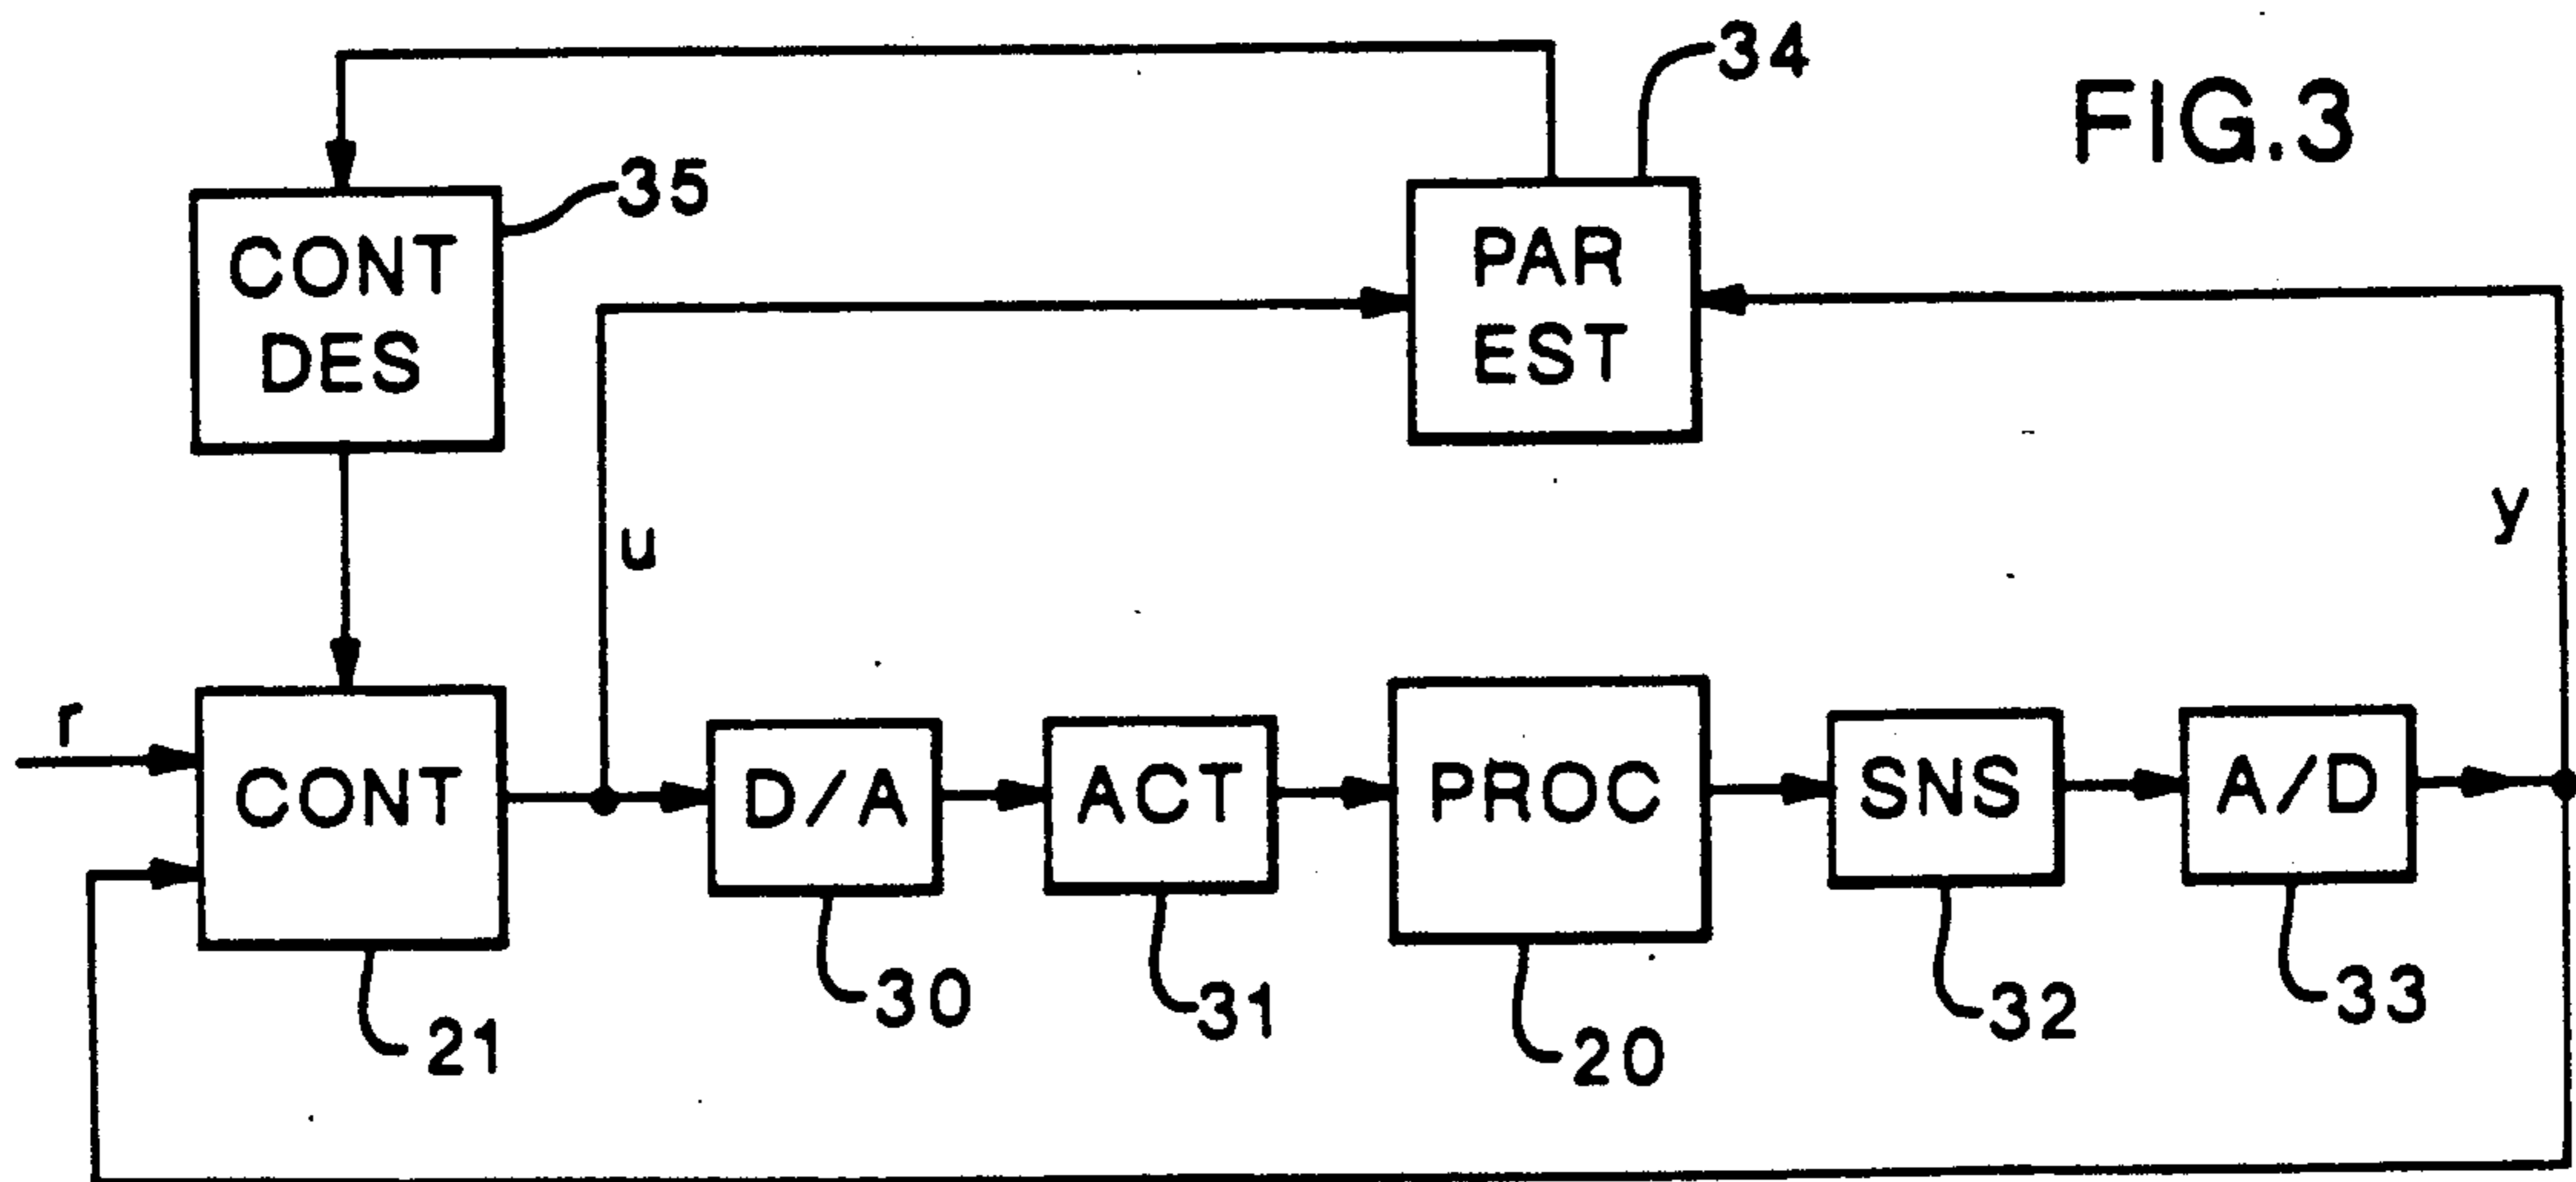 34
FIG.3
35
CONT
DES
PAR
EST
u
y
r
CONT
D/A
ACT
PROC
SNS
A/D
21
30
31
20
32
33